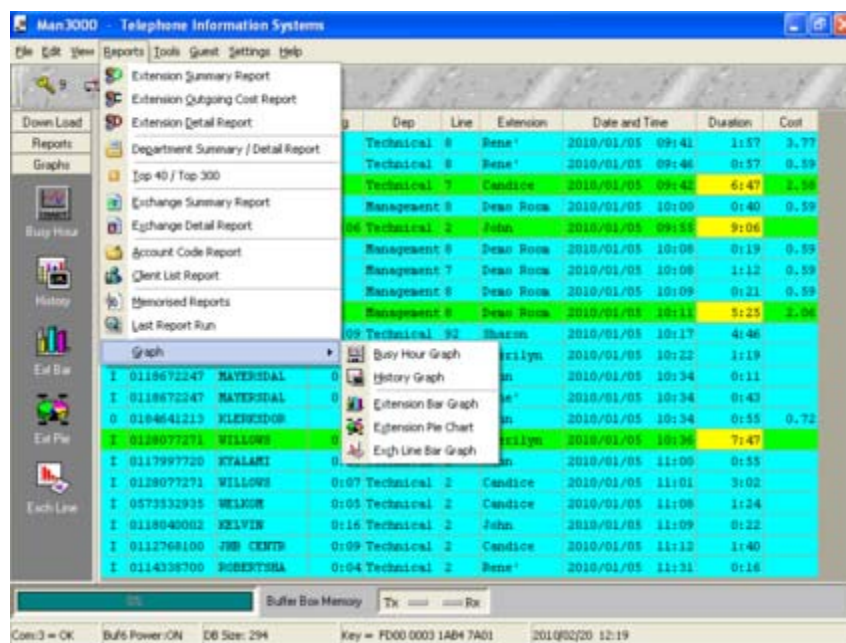 Man3000 - Telephone Information Systems
File Edit View Reports Tools Guest Settings Help
9
Extension Summary Report
Extension Outgoing Cost Report
Extension Detail Report
Department Summary / Detail Report
Top 40 / Top 300
Exchange Summary Report
Exchange Detail Report
Account Code Report
Client List Report
Memorised Reports
Last Report Run
Graph
Busy Hour Graph
History Graph
Extension Bar Graph
Extension Pie Chart
Exch Line Bar Graph
Down Load
Reports
Graphs
Busy Hour
History
Ext Bar
Ext Pie
Exch Line
g Dep Line Extension Date and Time Duration Cost
Technical 8 Rene' 2010/01/05 09:41 1:57 3.77
Technical 8 Rene' 2010/01/05 09:46 0:57 0.59
Technical 7 Candice 2010/01/05 09:42 6:47 2.58
Management 8 Demo Room 2010/01/05 10:00 0:40 0.59
06 Technical 2 John 2010/01/05 09:55 9:06
Management 8 Demo Room 2010/01/05 10:08 0:19 0.59
Management 7 Demo Room 2010/01/05 10:08 1:12 0.59
Management 8 Demo Room 2010/01/05 10:09 0:21 0.59
Management 8 Demo Room 2010/01/05 10:11 5:25 2.06
09 Technical 92 Sharon 2010/01/05 10:17 4:46
rilyn 2010/01/05 10:22 1:19
I 0118672247 MAYERSDAL 0 2010/01/05 10:34 0:11
I 0118672247 MAYERSDAL 0 2010/01/05 10:34 0:43
O 0184641213 KLERKSDOR 2010/01/05 10:34 0:55 0.72
I 0128077271 WILLOWS 0 rilyn 2010/01/05 10:36 7:47
I 0117997720 KYALAMI 0 2010/01/05 11:00 0:55
I 0128077271 WILLOWS 0:07 Technical 2 Candice 2010/01/05 11:01 3:02
I 0573532935 WELKOM 0:05 Technical 2 Candice 2010/01/05 11:08 1:24
I 0118040002 KELVIN 0:16 Technical 2 John 2010/01/05 11:09 0:22
I 0112768100 JHB CENTR 0:09 Technical 2 Candice 2010/01/05 11:12 1:40
I 0114338700 ROBERTSHA 0:04 Technical 2 Rene' 2010/01/05 11:31 0:16
Buffer Box Memory Tx Rx
Com:3 = OK Buf6 Power:ON DB Size: 294 Key = FD00 0003 1AB4 7A01 2010/02/20 12:19